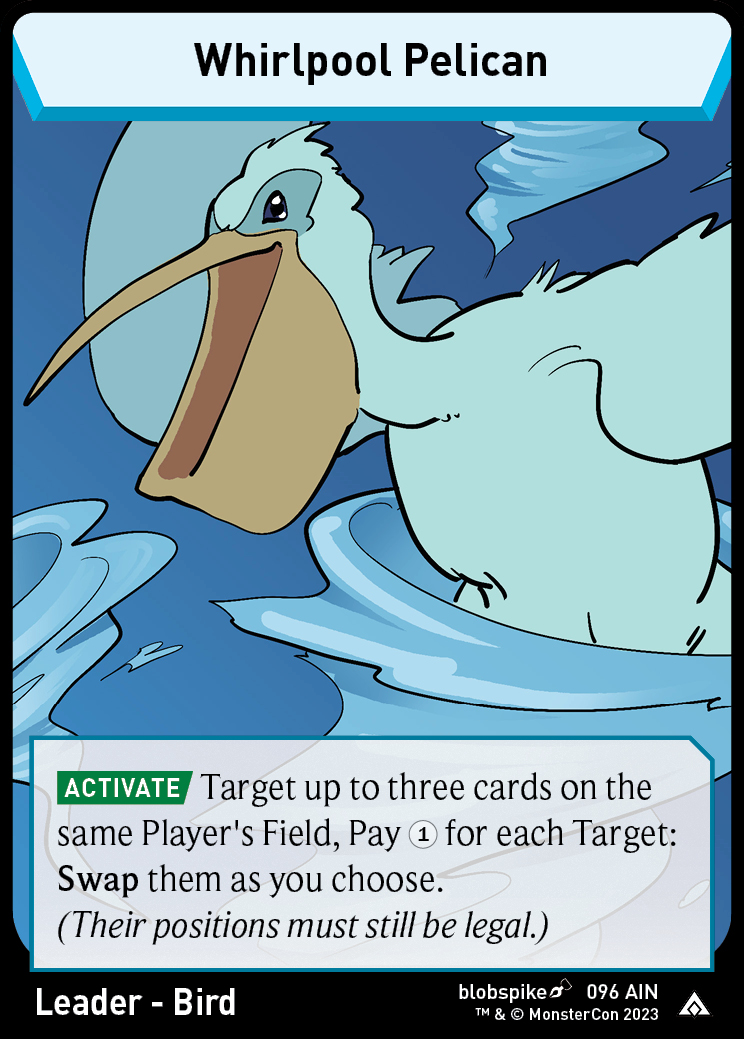 Whirlpool Pelican
ACTIVATE Target up to three cards on the
same Player's Field, Pay 1 for each Target:
Swap them as you choose.
(Their positions must still be legal.)
Leader - Bird
blobspike 096 AIN
™ & © MonsterCon 2023